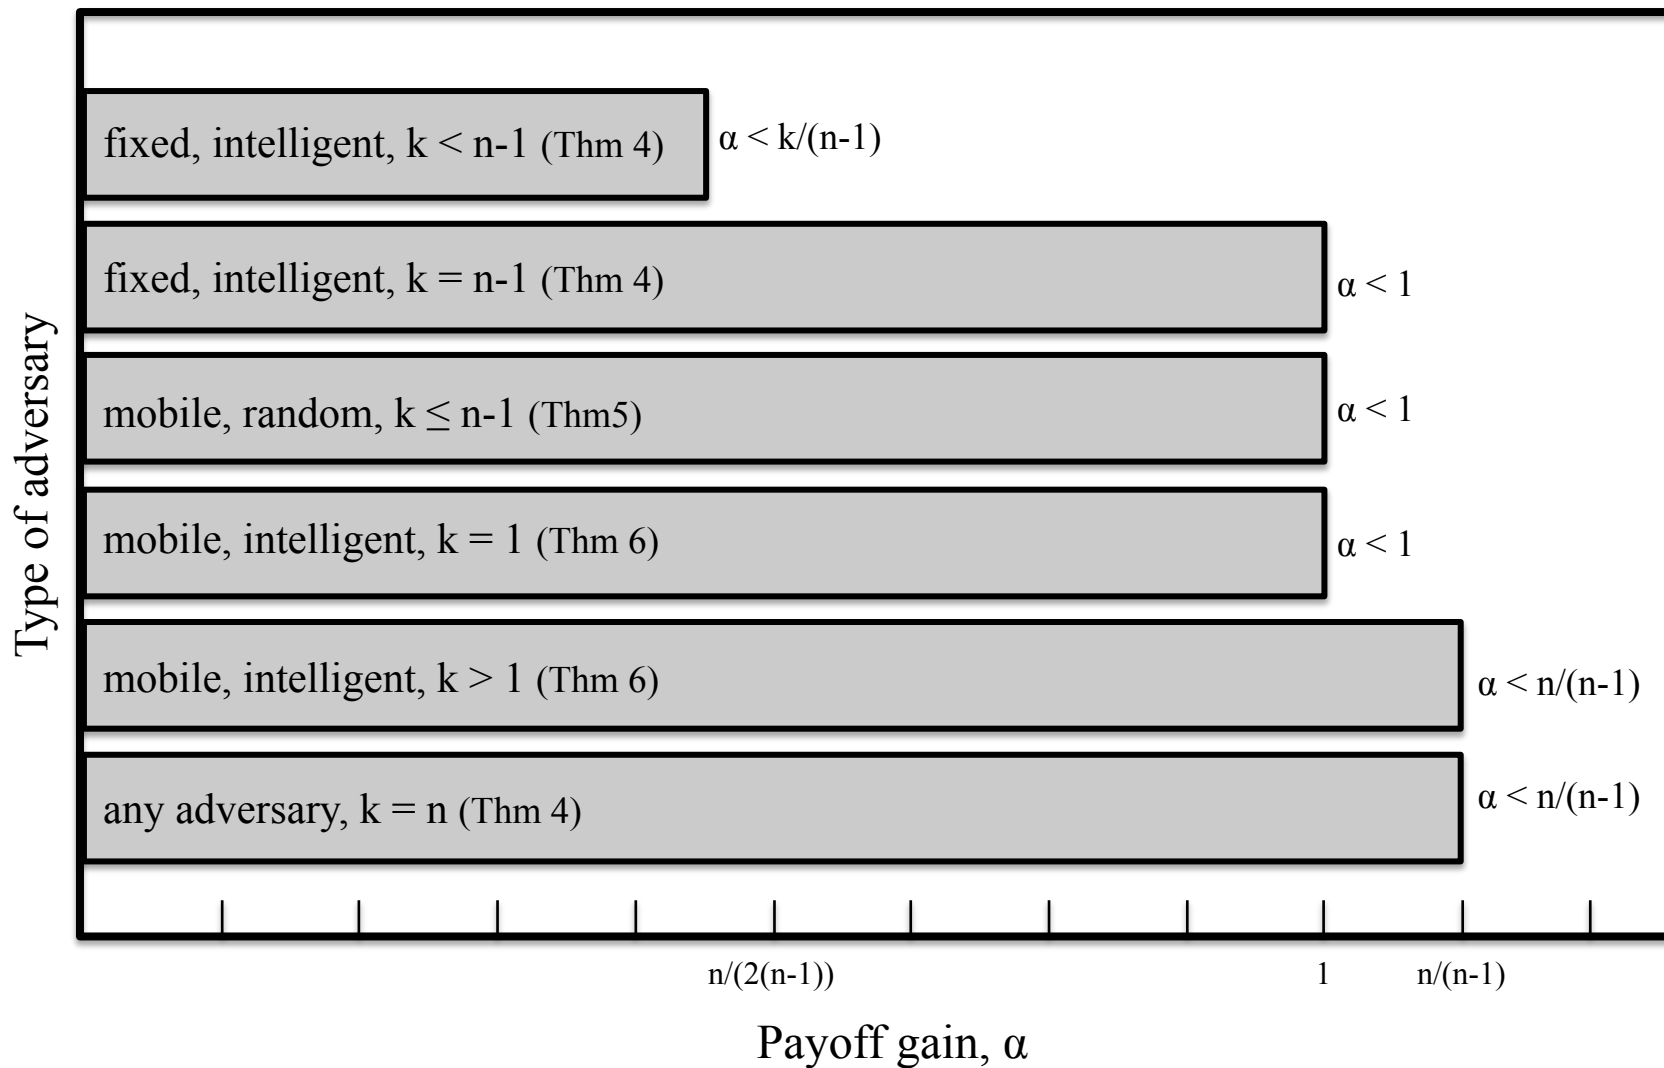 fixed, intelligent, k < n-1 (Thm 4)
α < k/(n-1)
fixed, intelligent, k = n-1 (Thm 4)
α < 1
mobile, random, k ≤ n-1 (Thm5)
α < 1
mobile, intelligent, k = 1 (Thm 6)
α < 1
mobile, intelligent, k > 1 (Thm 6)
α < n/(n-1)
any adversary, k = n (Thm 4)
α < n/(n-1)
Type of adversary
n/(2(n-1))
1
n/(n-1)
Payoff gain, α